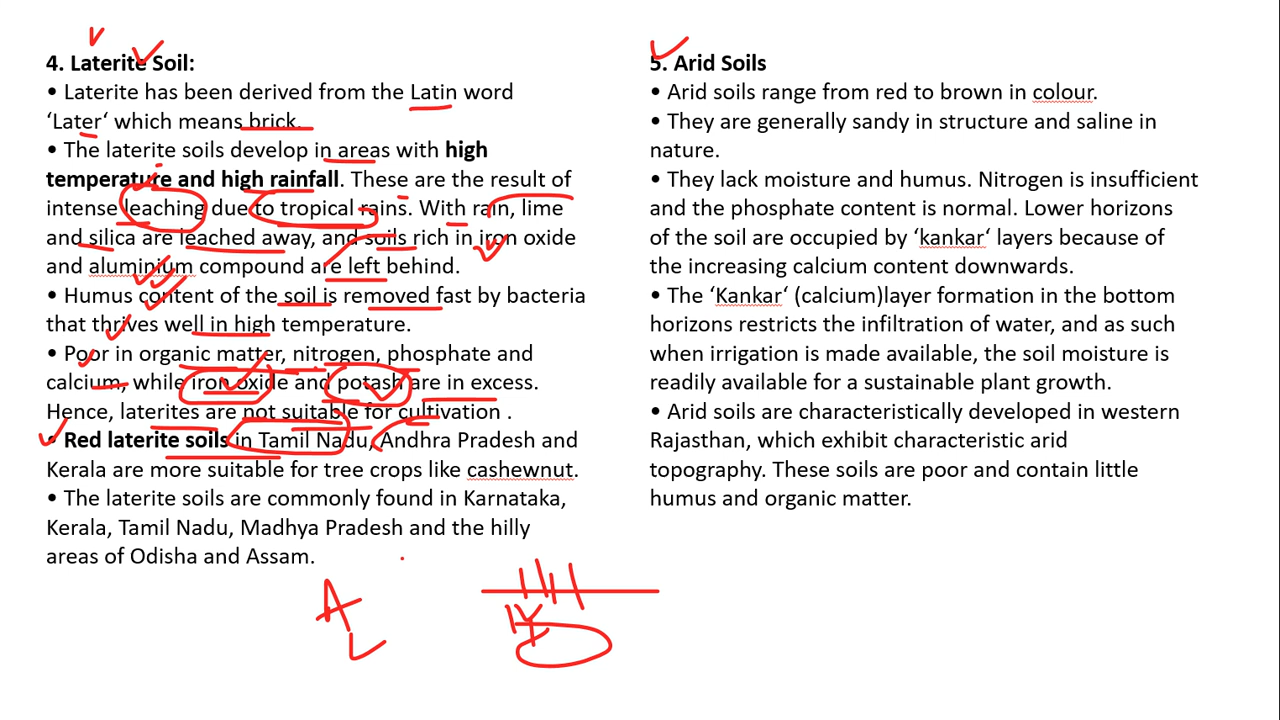 4. Laterite Soil:
• Laterite has been derived from the Latin word
‘Later‘ which means brick.
• The laterite soils develop in areas with high
temperature and high rainfall. These are the result of
intense leaching due to tropical rains. With rain, lime
and silica are leached away, and soils rich in iron oxide
and aluminium compound are left behind.
• Humus content of the soil is removed fast by bacteria
that thrives well in high temperature.
• Poor in organic matter, nitrogen, phosphate and
calcium, while iron oxide and potash are in excess.
Hence, laterites are not suitable for cultivation .
• Red laterite soils in Tamil Nadu, Andhra Pradesh and
Kerala are more suitable for tree crops like cashewnut.
• The laterite soils are commonly found in Karnataka,
Kerala, Tamil Nadu, Madhya Pradesh and the hilly
areas of Odisha and Assam.
5. Arid Soils
• Arid soils range from red to brown in colour.
• They are generally sandy in structure and saline in
nature.
• They lack moisture and humus. Nitrogen is insufficient
and the phosphate content is normal. Lower horizons
of the soil are occupied by ‘kankar‘ layers because of
the increasing calcium content downwards.
• The ‘Kankar‘ (calcium)layer formation in the bottom
horizons restricts the infiltration of water, and as such
when irrigation is made available, the soil moisture is
readily available for a sustainable plant growth.
• Arid soils are characteristically developed in western
Rajasthan, which exhibit characteristic arid
topography. These soils are poor and contain little
humus and organic matter.
A
L